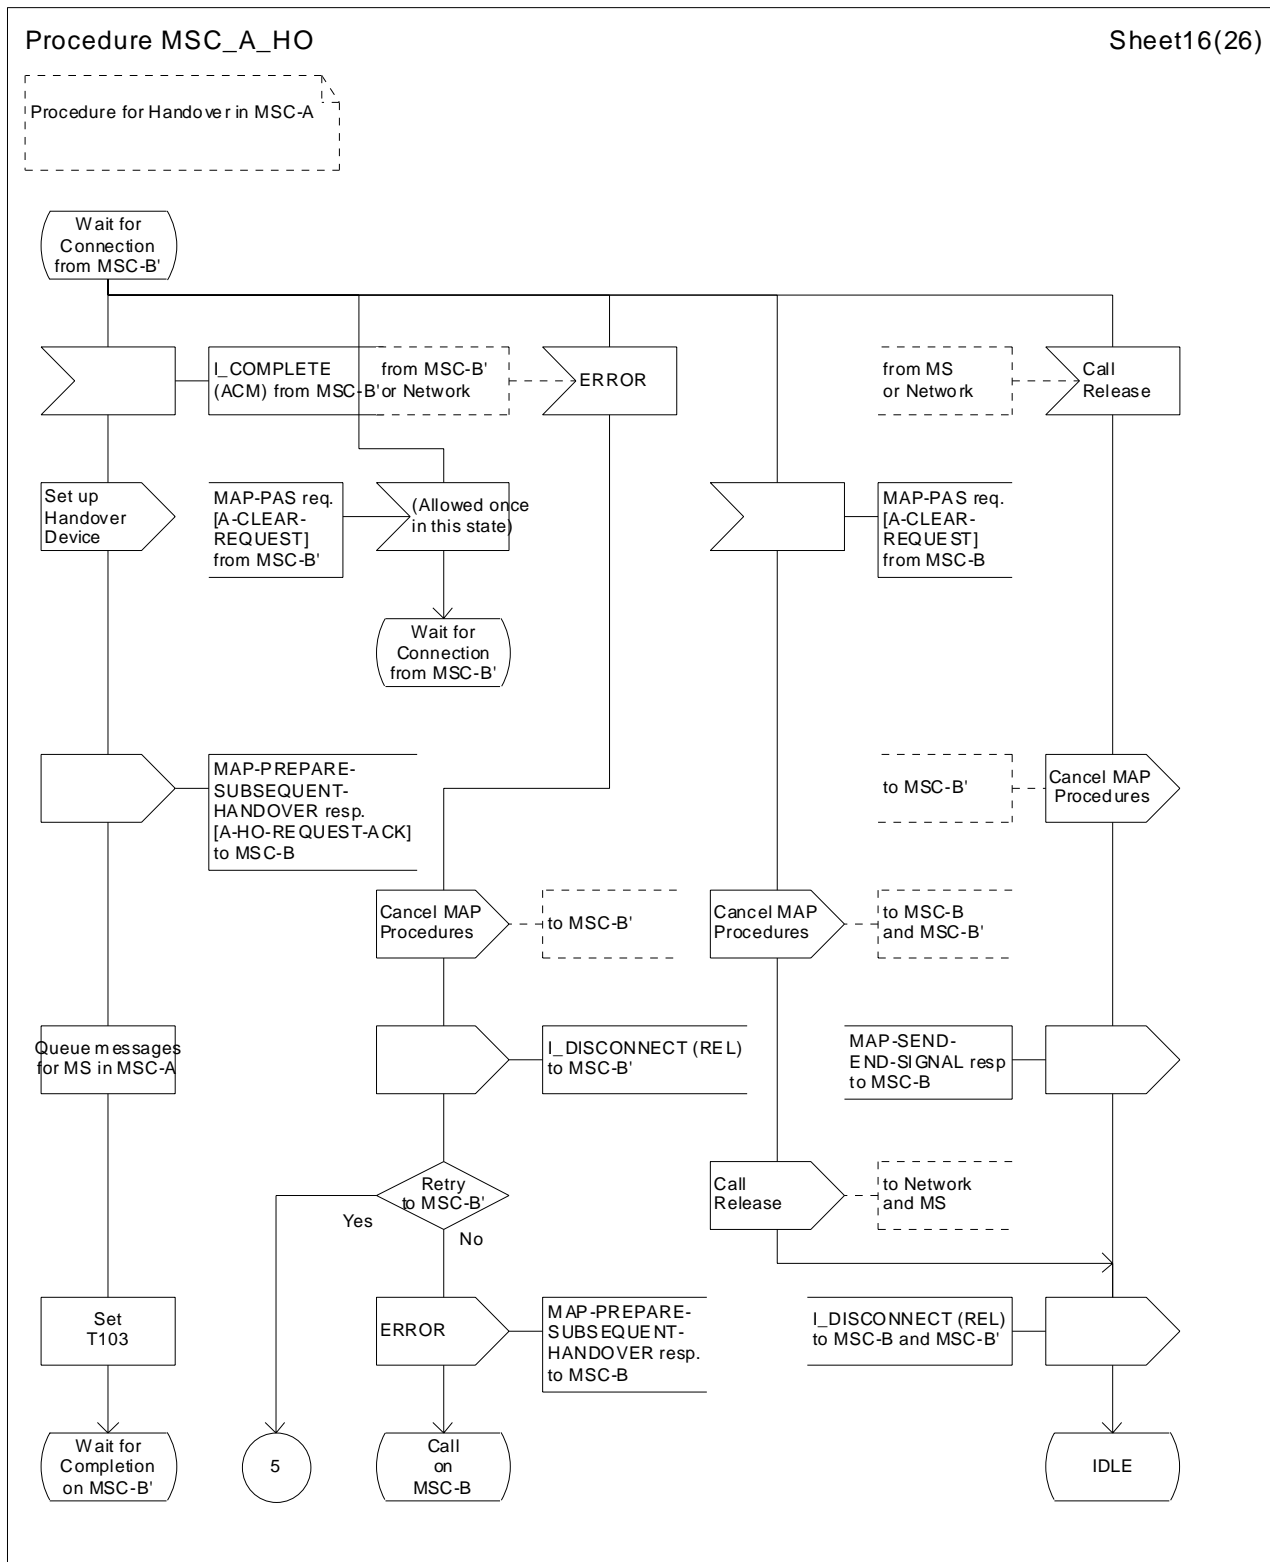 Procedure MSC_A_HO
Sheet16(26)
Procedure for Handover in MSC-A
Wait for
Connection
from MSC-B'
I_COMPLETE
(ACM) from MSC-B'
from MSC-B'
or Network
ERROR
from MS
or Network
Call
Release
Set up
Handover
Device
MAP-PAS req.
[A-CLEAR-
REQUEST]
from MSC-B'
(Allowed once
in this state)
MAP-PAS req.
[A-CLEAR-
REQUEST]
from MSC-B
Wait for
Connection
from MSC-B'
MAP-PREPARE-
SUBSEQUENT-
HANDOVER resp.
[A-HO-REQUEST-ACK]
to MSC-B
to MSC-B'
Cancel MAP
Procedures
Cancel MAP
Procedures
to MSC-B'
Cancel MAP
Procedures
to MSC-B
and MSC-B'
Queue messages
for MS in MSC-A
I_DISCONNECT (REL)
to MSC-B'
MAP-SEND-
END-SIGNAL resp
to MSC-B
Retry
to MSC-B'
Yes
No
Call
Release
to Network
and MS
Set
T103
ERROR
MAP-PREPARE-
SUBSEQUENT-
HANDOVER resp.
to MSC-B
I_DISCONNECT (REL)
to MSC-B and MSC-B'
Wait for
Completion
on MSC-B'
5
Call
on
MSC-B
IDLE